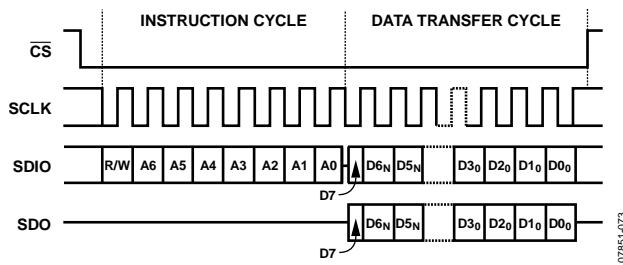 INSTRUCTION CYCLE DATA TRANSFER CYCLE
CS
SCLK
SDIO R/W A6 A5 A4 A3 A2 A1 A0 D6N D5N D30 D20 D10 D00
D7
SDO D6N D5N D30 D20 D10 D00
D7
07851-073